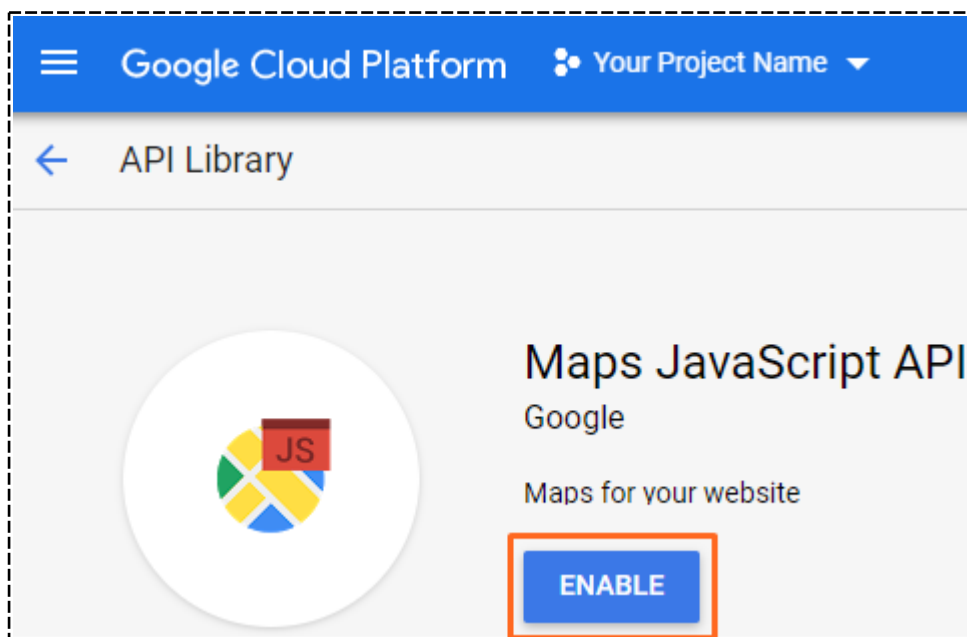 Google Cloud Platform Your Project Name
API Library
Maps JavaScript API
Google
JS
Maps for your website
ENABLE